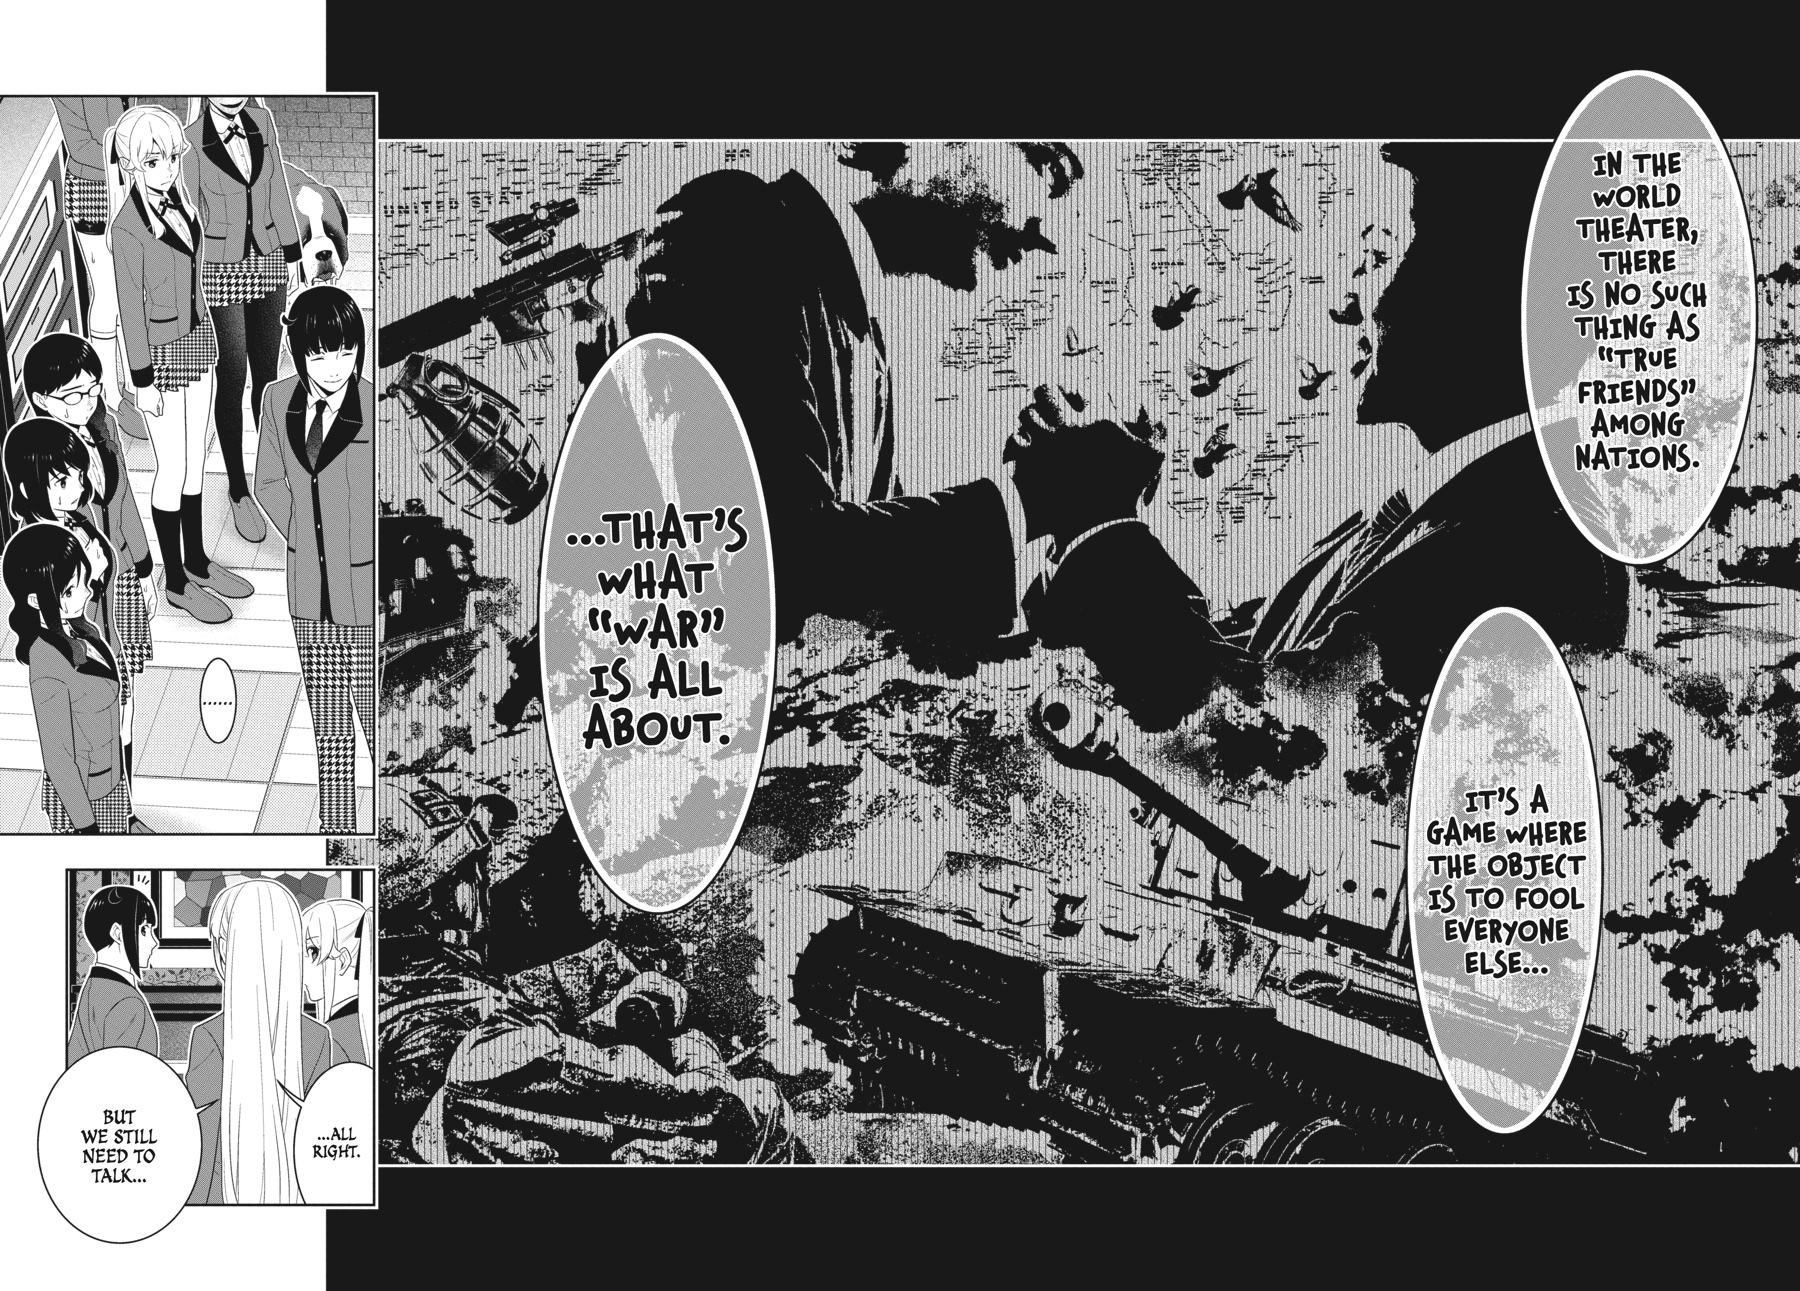 IN THE
WORLD
THEATER,
THERE
IS NO SUCH
THING AS
"TRUE
FRIENDS"
AMONG
NATIONS.
IT'S A
GAME WHERE
THE OBJECT
IS TO FOOL
EVERYONE
ELSE...
...THAT'S
WHAT
"WAR"
IS ALL
ABOUT.
UNITED STA
......
...ALL
RIGHT.
BUT
WE STILL
NEED TO
TALK...